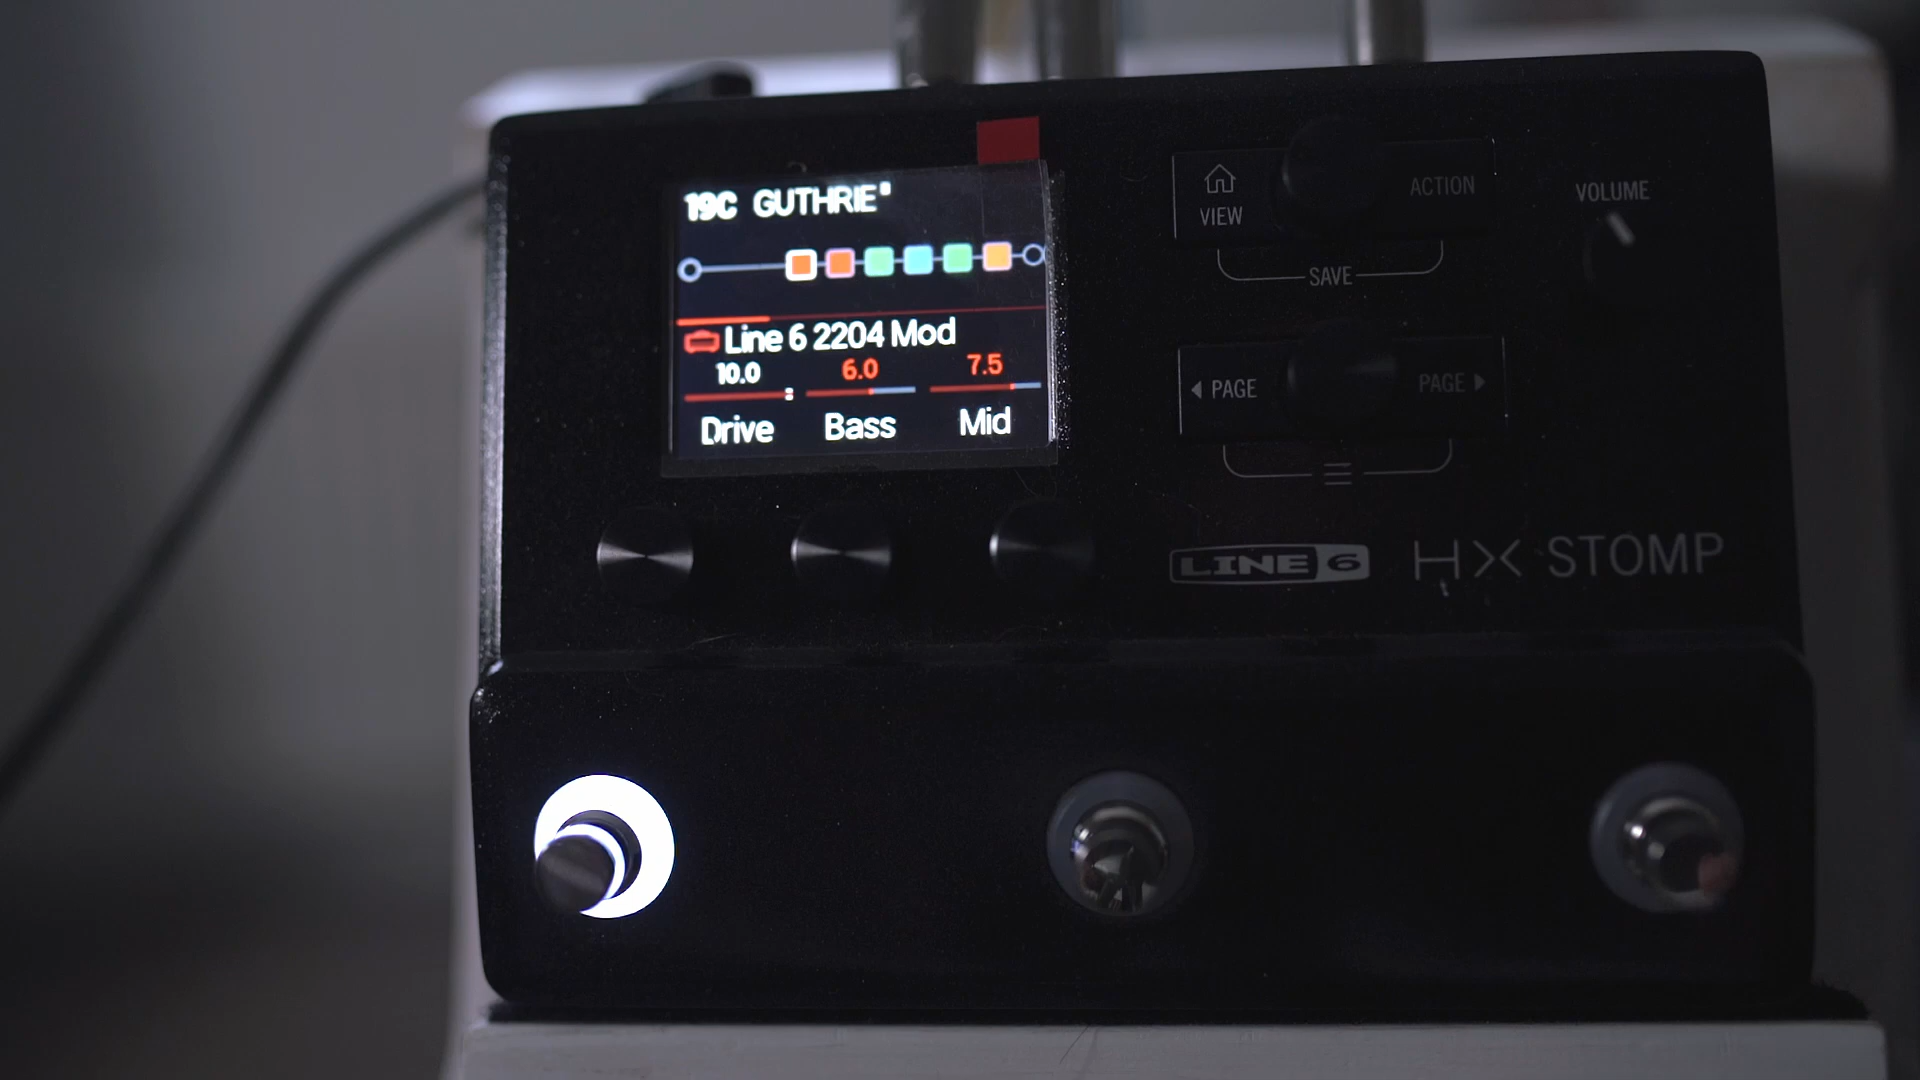 19C GUTHRIE"
Line 6 2204 Mod
10.0 6.0 7.5
Drive Bass Mid
VIEW
ACTION
SAVE
VOLUME
PAGE
PAGE
LINE 6
HX STOMP